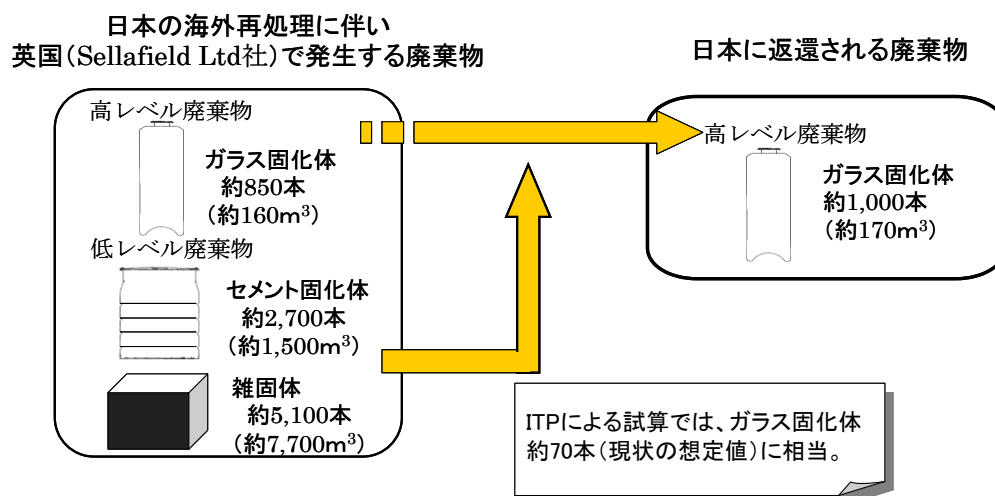 日本の海外再処理に伴い
英国(Sellafield Ltd社)で発生する廃棄物
高レベル廃棄物
ガラス固化体
約850本
(約160m³)
低レベル廃棄物
セメント固化体
約2,700本
(約1,500m³)
雑固体
約5,100本
(約7,700m³)
日本に返還される廃棄物
高レベル廃棄物
ガラス固化体
約1,000本
(約170m³)
ITPによる試算では、ガラス固化体
約70本(現状の想定値)に相当。